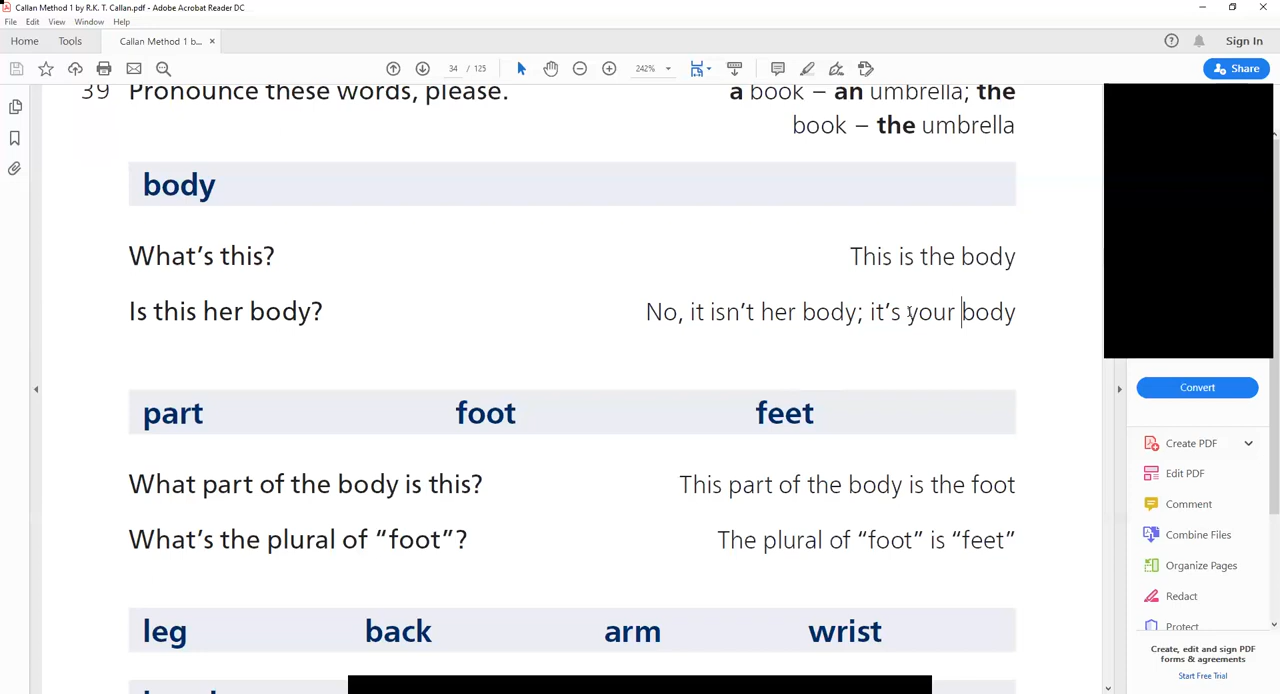 Callan Method 1 by R.K. T. Callan.pdf - Adobe Acrobat Reader DC
File Edit View Window Help
Home Tools Callan Method 1 b... × Sign In
34 / 125 242% Share
39 Pronounce these words, please. a book – an umbrella; the
book – the umbrella
body
What's this? This is the body
Is this her body? No, it isn't her body; it's your body
Convert
part foot feet
Create PDF
Edit PDF
What part of the body is this? This part of the body is the foot
Comment
Combine Files
What's the plural of “foot”? The plural of “foot” is “feet”
Organize Pages
Redact
leg back arm wrist
Protect
Create, edit and sign PDF
forms & agreements
Start Free Trial